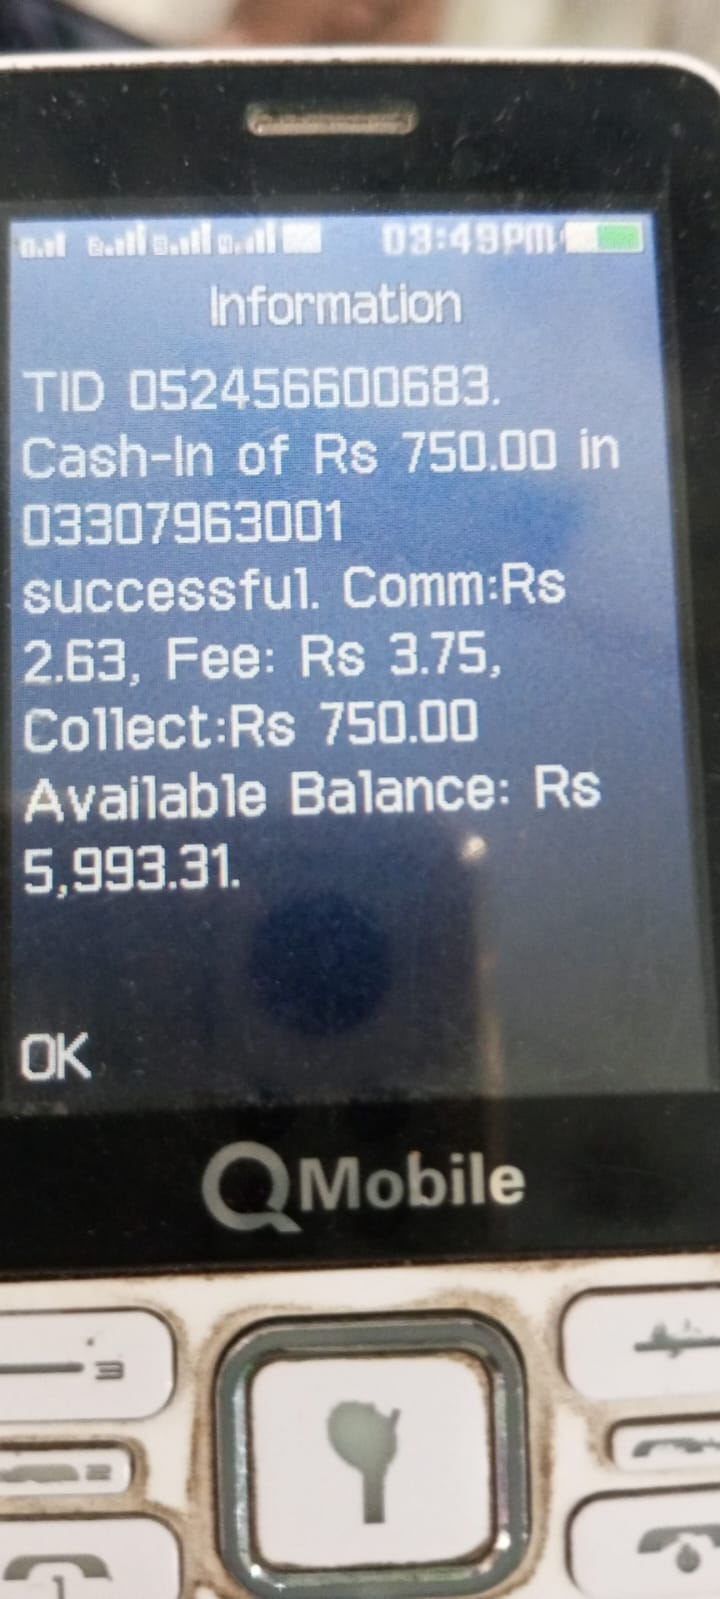 03:49PM
Information
TID 052456600683.
Cash-In of Rs 750.00 in
03307963001
successful. Comm:Rs
2.63, Fee: Rs 3.75,
Collect:Rs 750.00
Available Balance: Rs
5,993.31.
OK
QMobile